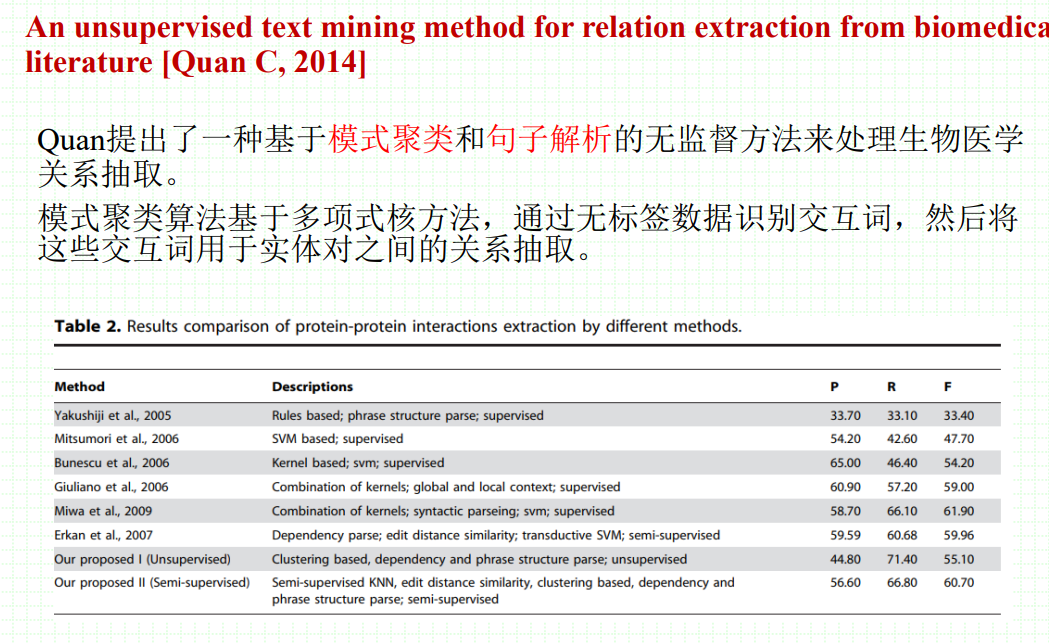 An unsupervised text mining method for relation extraction from biomedica
literature [Quan C, 2014]
Quan提出了一种基于模式聚类和句子解析的无监督方法来处理生物医学
关系抽取。
模式聚类算法基于多项式核方法，通过无标签数据识别交互词，然后将
这些交互词用于实体对之间的关系抽取。
Table 2. Results comparison of protein-protein interactions extraction by different methods.
Method Descriptions P R F
Yakushiji et al., 2005 Rules based; phrase structure parse; supervised 33.70 33.10 33.40
Mitsumori et al., 2006 SVM based; supervised 54.20 42.60 47.70
Bunescu et al., 2006 Kernel based; svm; supervised 65.00 46.40 54.20
Giuliano et al., 2006 Combination of kernels; global and local context; supervised 60.90 57.20 59.00
Miwa et al., 2009 Combination of kernels; syntactic parseing; svm; supervised 58.70 66.10 61.90
Erkan et al., 2007 Dependency parse; edit distance similarity; transductive SVM; semi-supervised 59.59 60.68 59.96
Our proposed I (Unsupervised) Clustering based, dependency and phrase structure parse; unsupervised 44.80 71.40 55.10
Our proposed II (Semi-supervised) Semi-supervised KNN, edit distance similarity, clustering based, dependency and 56.60 66.80 60.70
phrase structure parse; semi-supervised